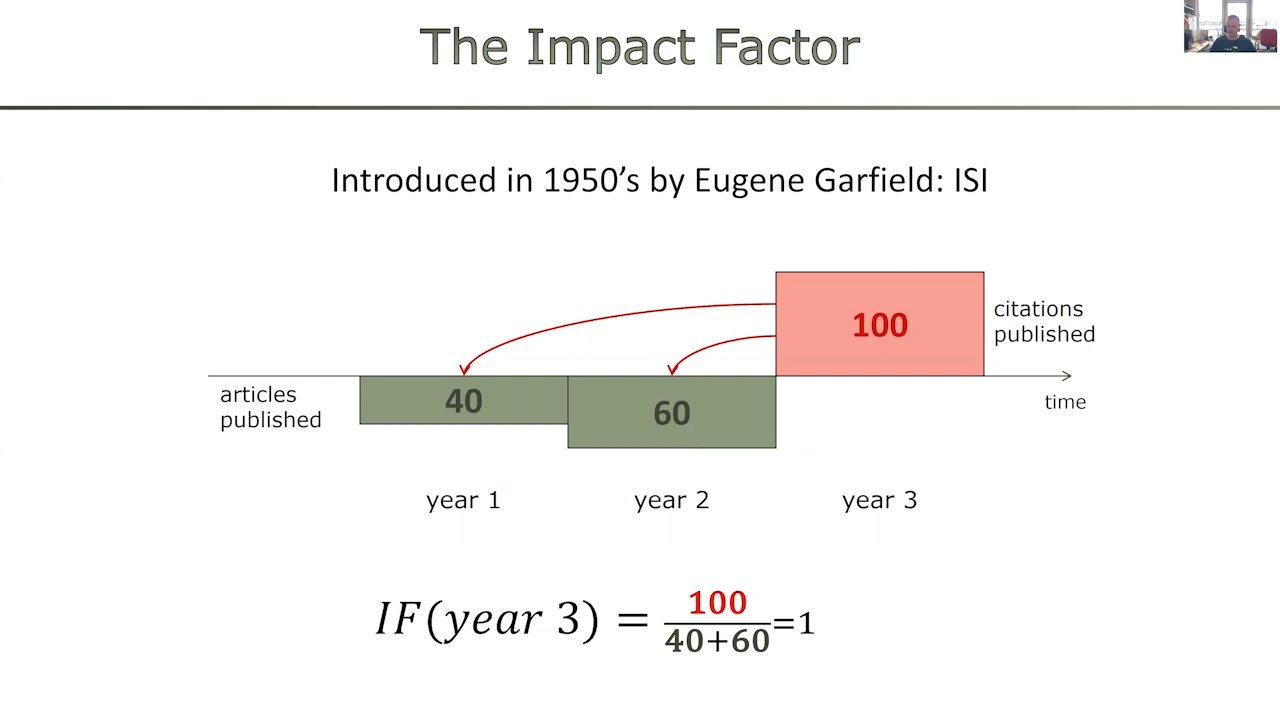 The Impact Factor
Introduced in 1950’s by Eugene Garfield: ISI
100
citations
published
articles
published
40
60
time
year 1
year 2
year 3
IF(year 3) = 100/40+60=1